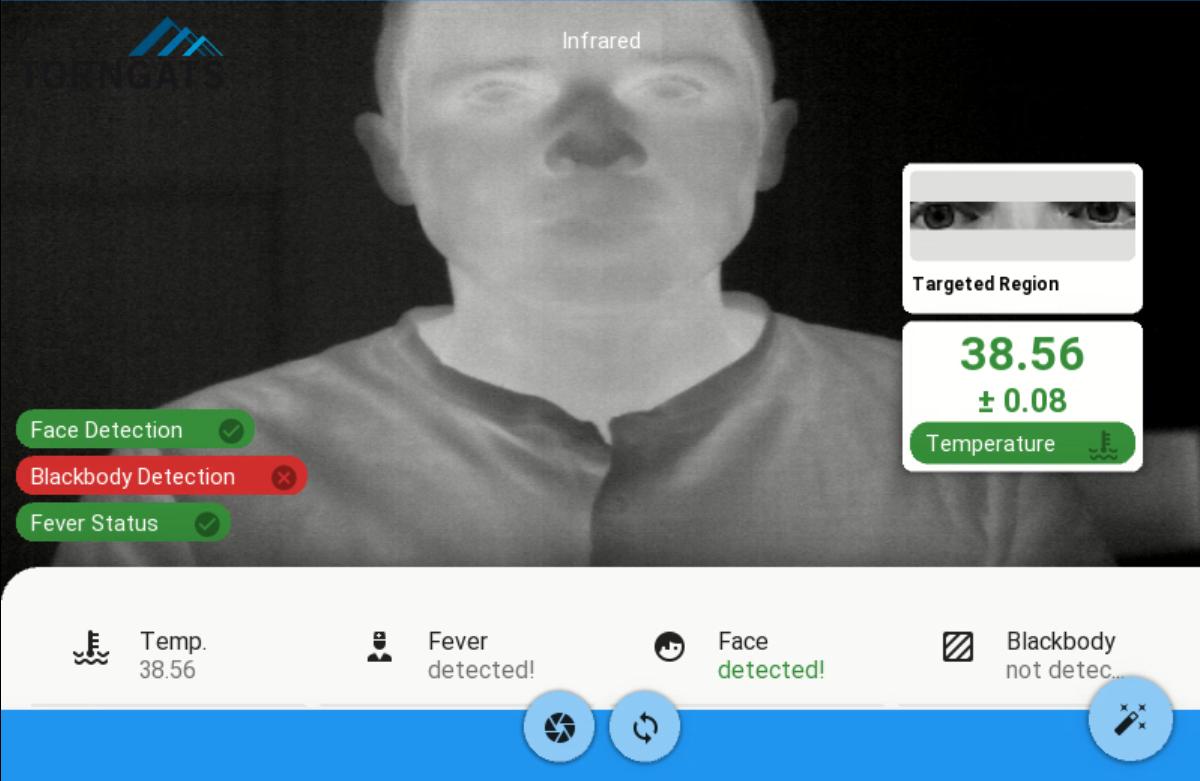 TORNGATS
Infrared
Targeted Region
38.56
± 0.08
Temperature
Face Detection
Blackbody Detection
Fever Status
Temp.
38.56
Fever
detected!
Face
detected!
Blackbody
not detec...